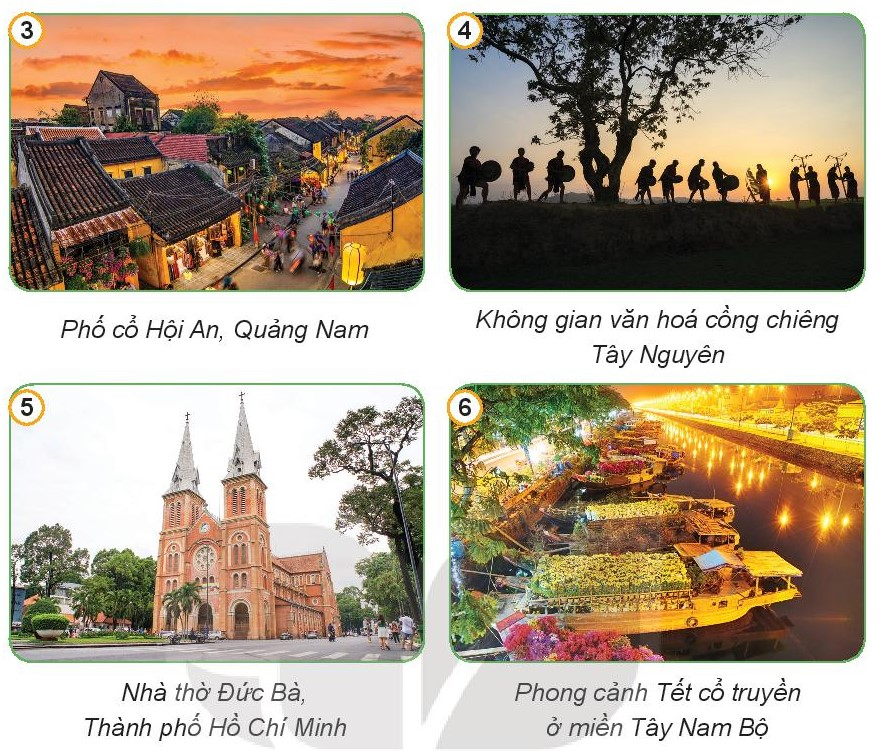 3
4
Phố cổ Hội An, Quảng Nam
Không gian văn hoá cồng chiêng
Tây Nguyên
5
6
Nhà thờ Đức Bà,
Thành phố Hồ Chí Minh
Phong cảnh Tết cổ truyền
ở miền Tây Nam Bộ